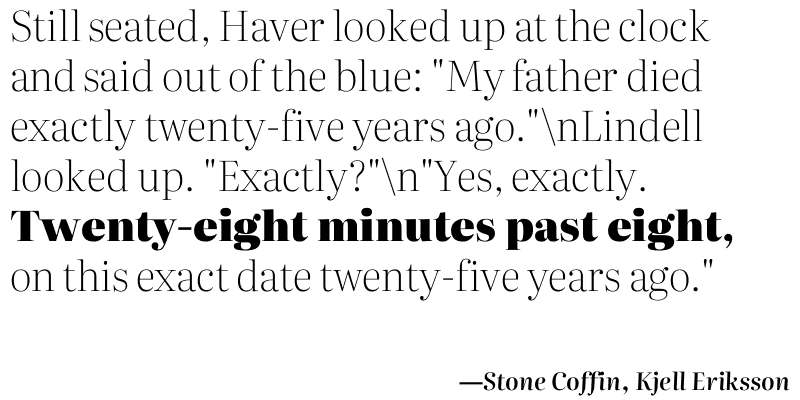 Still seated, Haver looked up at the clock
and said out of the blue: "My father died
exactly twenty-five years ago."\nLindell
looked up. "Exactly?"\n"Yes, exactly.
Twenty-eight minutes past eight,
on this exact date twenty-five years ago."
—Stone Coffin, Kjell Eriksson